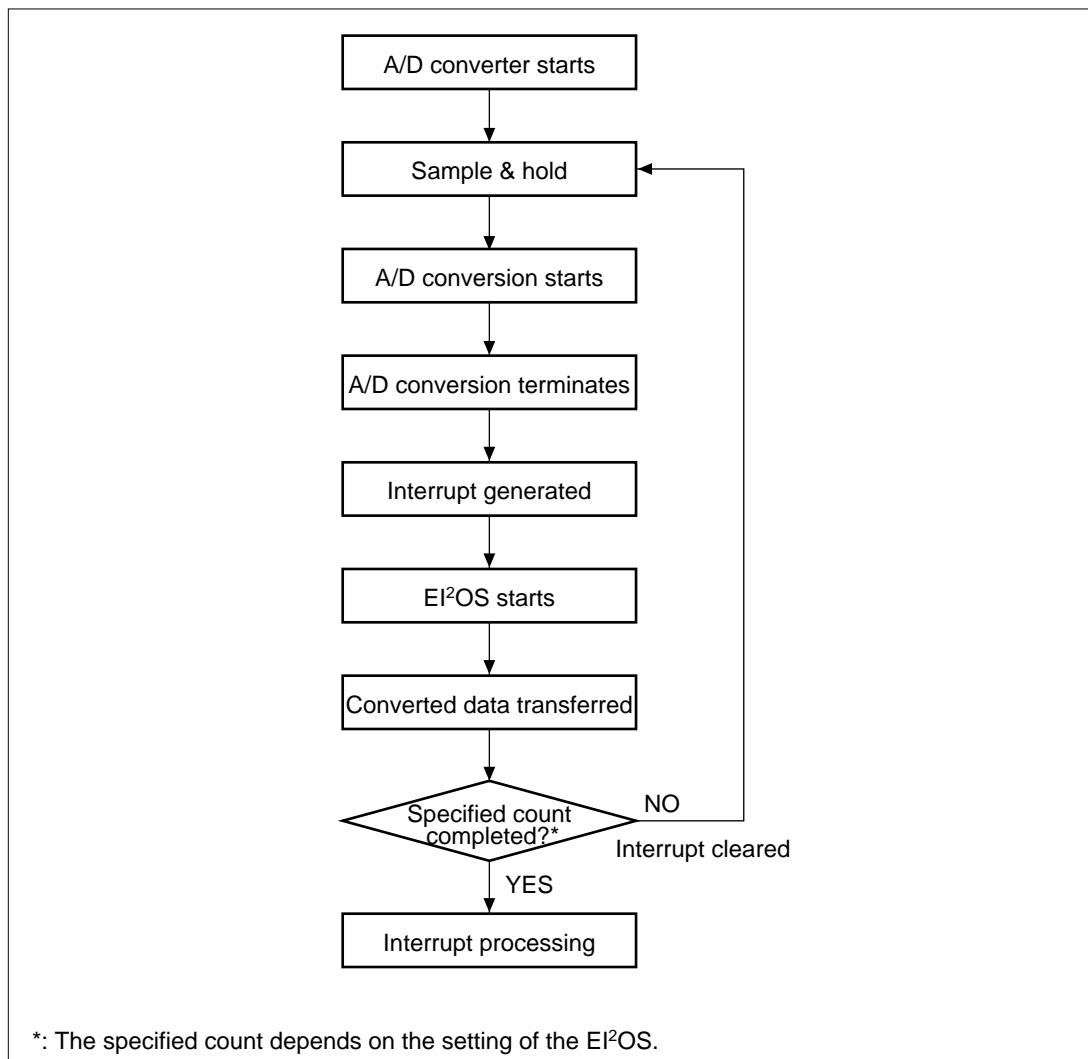 A/D converter starts
Sample & hold
A/D conversion starts
A/D conversion terminates
Interrupt generated
EI²OS starts
Converted data transferred
Specified count
completed?*
NO
Interrupt cleared
YES
Interrupt processing
*: The specified count depends on the setting of the EI²OS.